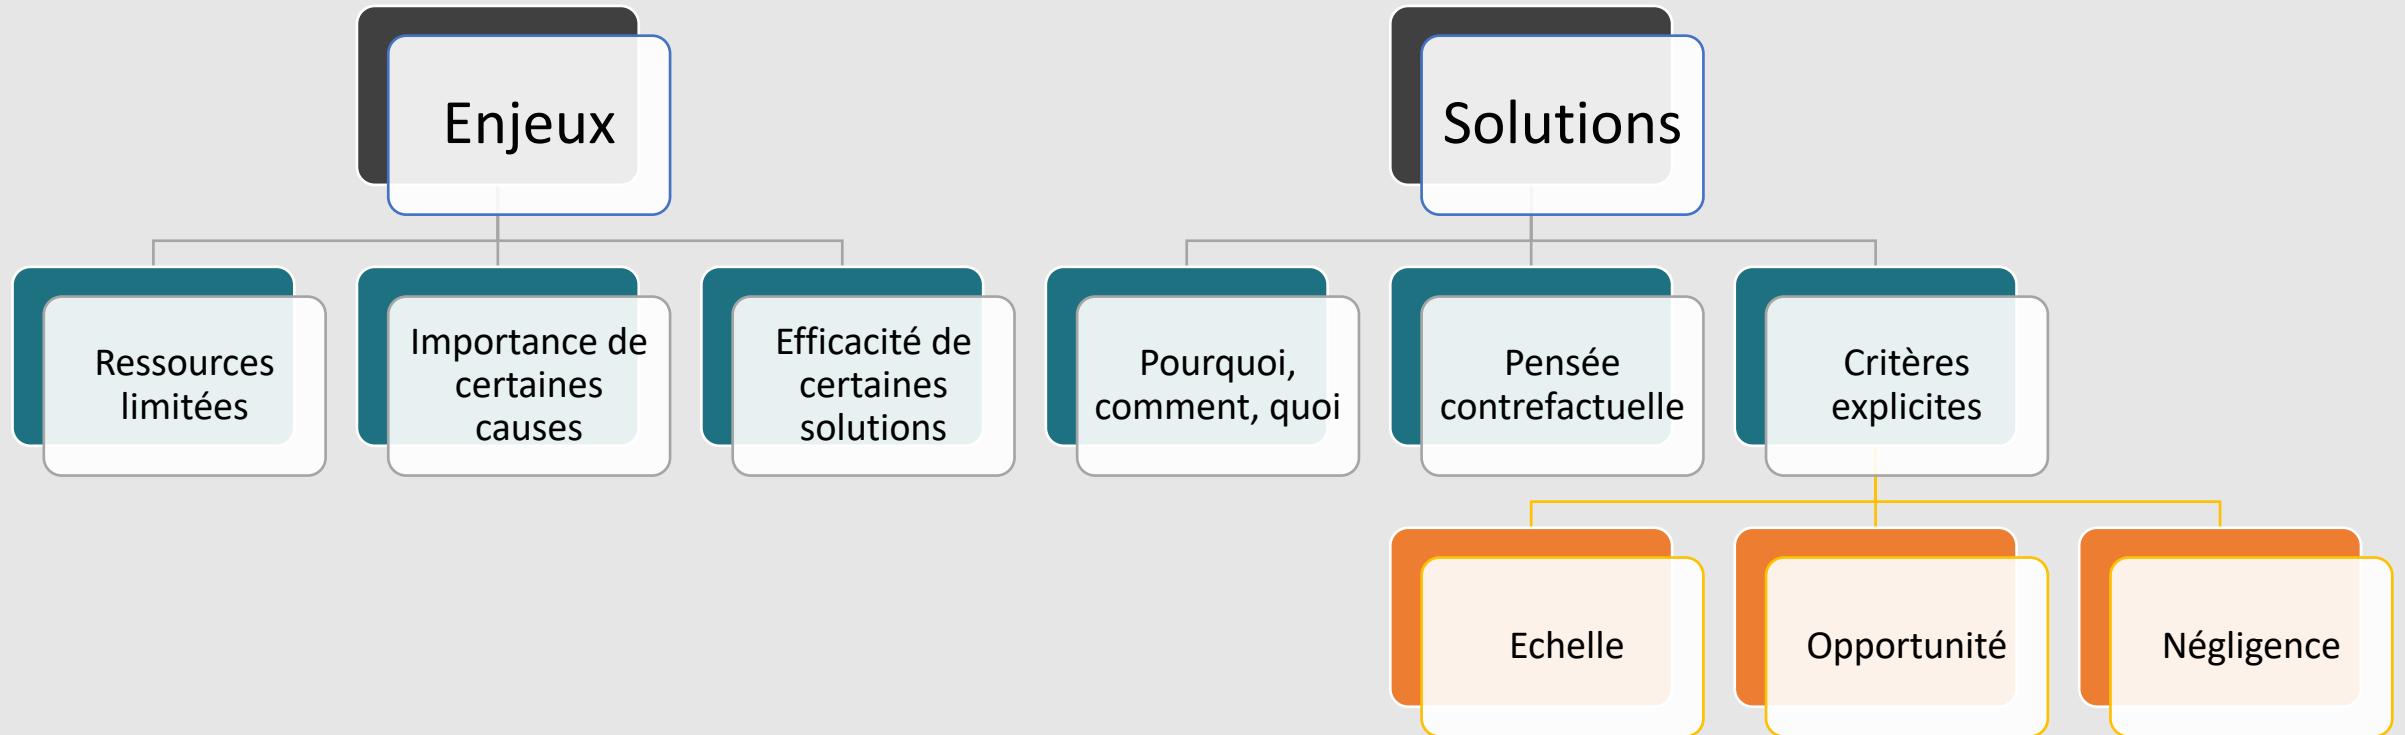 Enjeux
Solutions
Ressources
limitées
Importance de
certaines
causes
Efficacité de
certaines
solutions
Pourquoi,
comment, quoi
Pensée
contrefactuelle
Critères
explicites
Echelle
Opportunité
Négligence